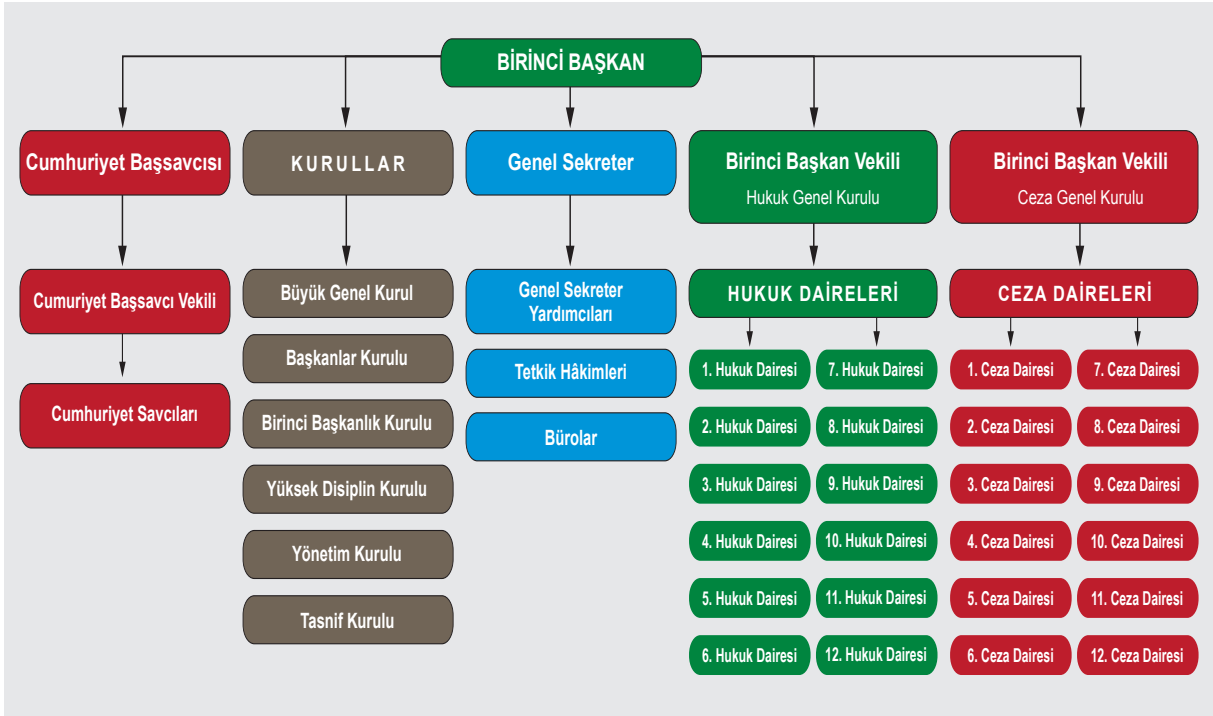 BİRİNCİ BAŞKAN
Cumhuriyet Başsavcısı
KURULLAR
Genel Sekreter
Birinci Başkan Vekili
Hukuk Genel Kurulu
Birinci Başkan Vekili
Ceza Genel Kurulu
Cumuriyet Başsavcı Vekili
Cumhuriyet Savcıları
Büyük Genel Kurul
Başkanlar Kurulu
Birinci Başkanlık Kurulu
Yüksek Disiplin Kurulu
Yönetim Kurulu
Tasnif Kurulu
Genel Sekreter
Yardımcıları
Tetkik Hâkimleri
Bürolar
HUKUK DAİRELERİ
1. Hukuk Dairesi
2. Hukuk Dairesi
3. Hukuk Dairesi
4. Hukuk Dairesi
5. Hukuk Dairesi
6. Hukuk Dairesi
7. Hukuk Dairesi
8. Hukuk Dairesi
9. Hukuk Dairesi
10. Hukuk Dairesi
11. Hukuk Dairesi
12. Hukuk Dairesi
CEZA DAİRELERİ
1. Ceza Dairesi
2. Ceza Dairesi
3. Ceza Dairesi
4. Ceza Dairesi
5. Ceza Dairesi
6. Ceza Dairesi
7. Ceza Dairesi
8. Ceza Dairesi
9. Ceza Dairesi
10. Ceza Dairesi
11. Ceza Dairesi
12. Ceza Dairesi